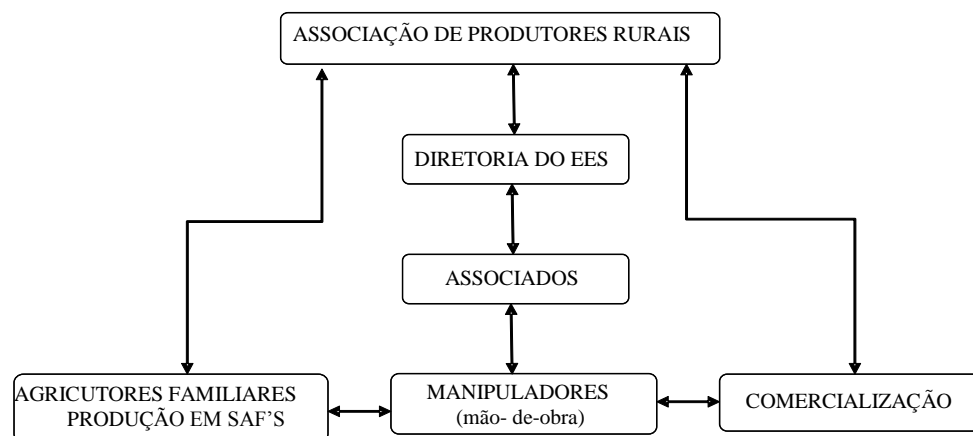 ASSOCIAÇÃO DE PRODUTORES RURAIS
DIRETORIA DO EES
ASSOCIADOS
AGRICUTORES FAMILIARES
PRODUÇÃO EM SAF'S
MANIPULADORES
(mão- de-obra)
COMERCIALIZAÇÃO